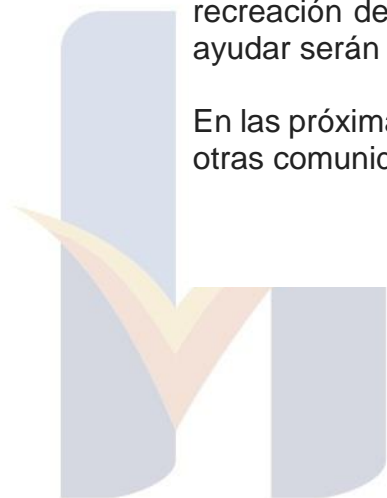 recreación de
ayudar serán
En las próxima
otras comunic